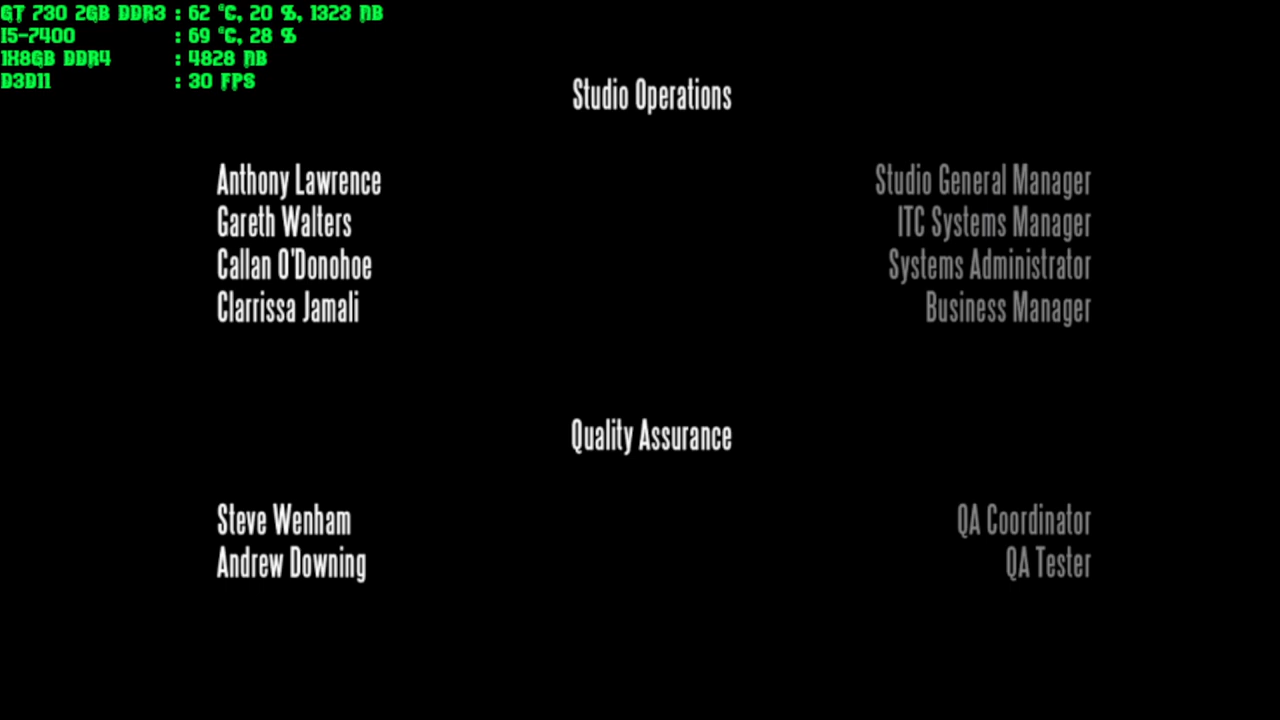 GT 730 2GB DDR3 : 62 °C, 20 %, 1323 MB
I5-7400 : 69 °C, 28 %
1X8GB DDR4 : 4828 MB
D3D11 : 30 FPS
Studio Operations
Anthony Lawrence Studio General Manager
Gareth Walters ITC Systems Manager
Callan O'Donohoe Systems Administrator
Clarrissa Jamali Business Manager
Quality Assurance
Steve Wenham QA Coordinator
Andrew Downing QA Tester